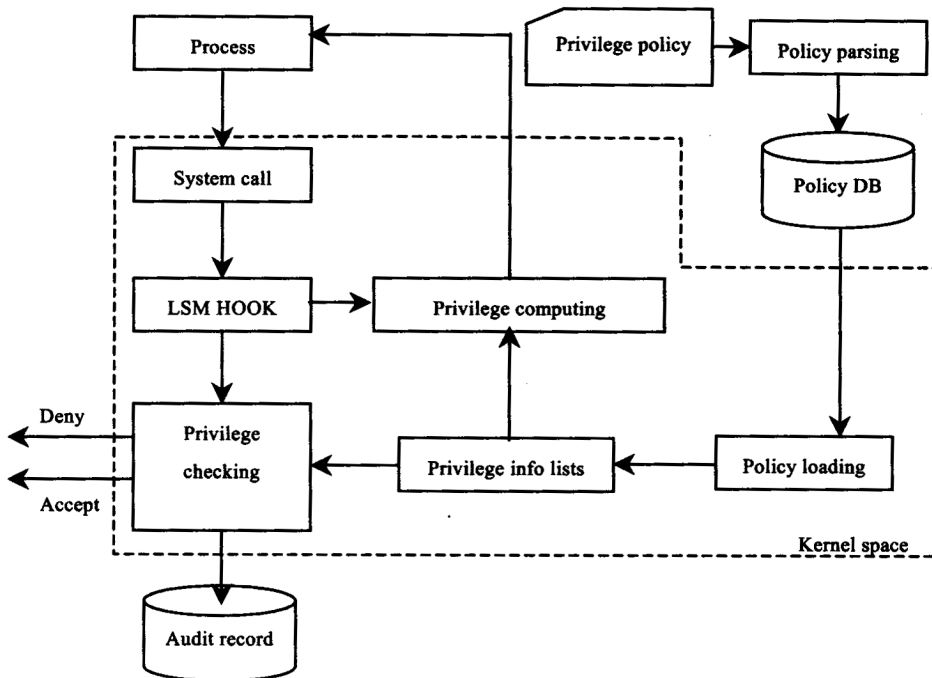 Process
Privilege policy
Policy parsing
System call
Policy DB
LSM HOOK
Privilege computing
Deny
Privilege
checking
Privilege info lists
Policy loading
Accept
Kernel space
Audit record